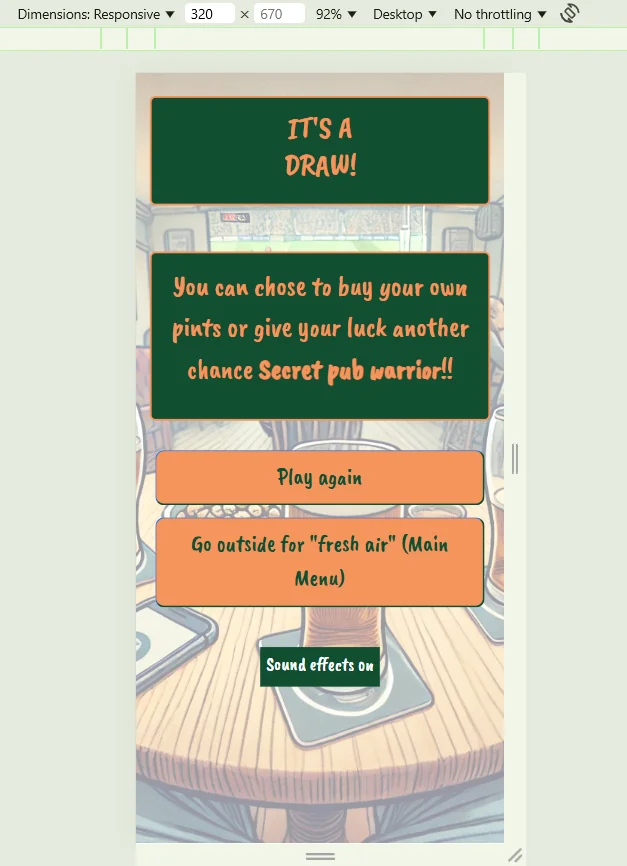 Dimensions: Responsive ▼ 320 × 670 92% ▼ Desktop ▼ No throttling ▼
IT'S A
DRAW!
You can chose to buy your own
pints or give your luck another
chance Secret pub warrior!!
Play again
Go outside for "fresh air" (Main
Menu)
Sound effects on